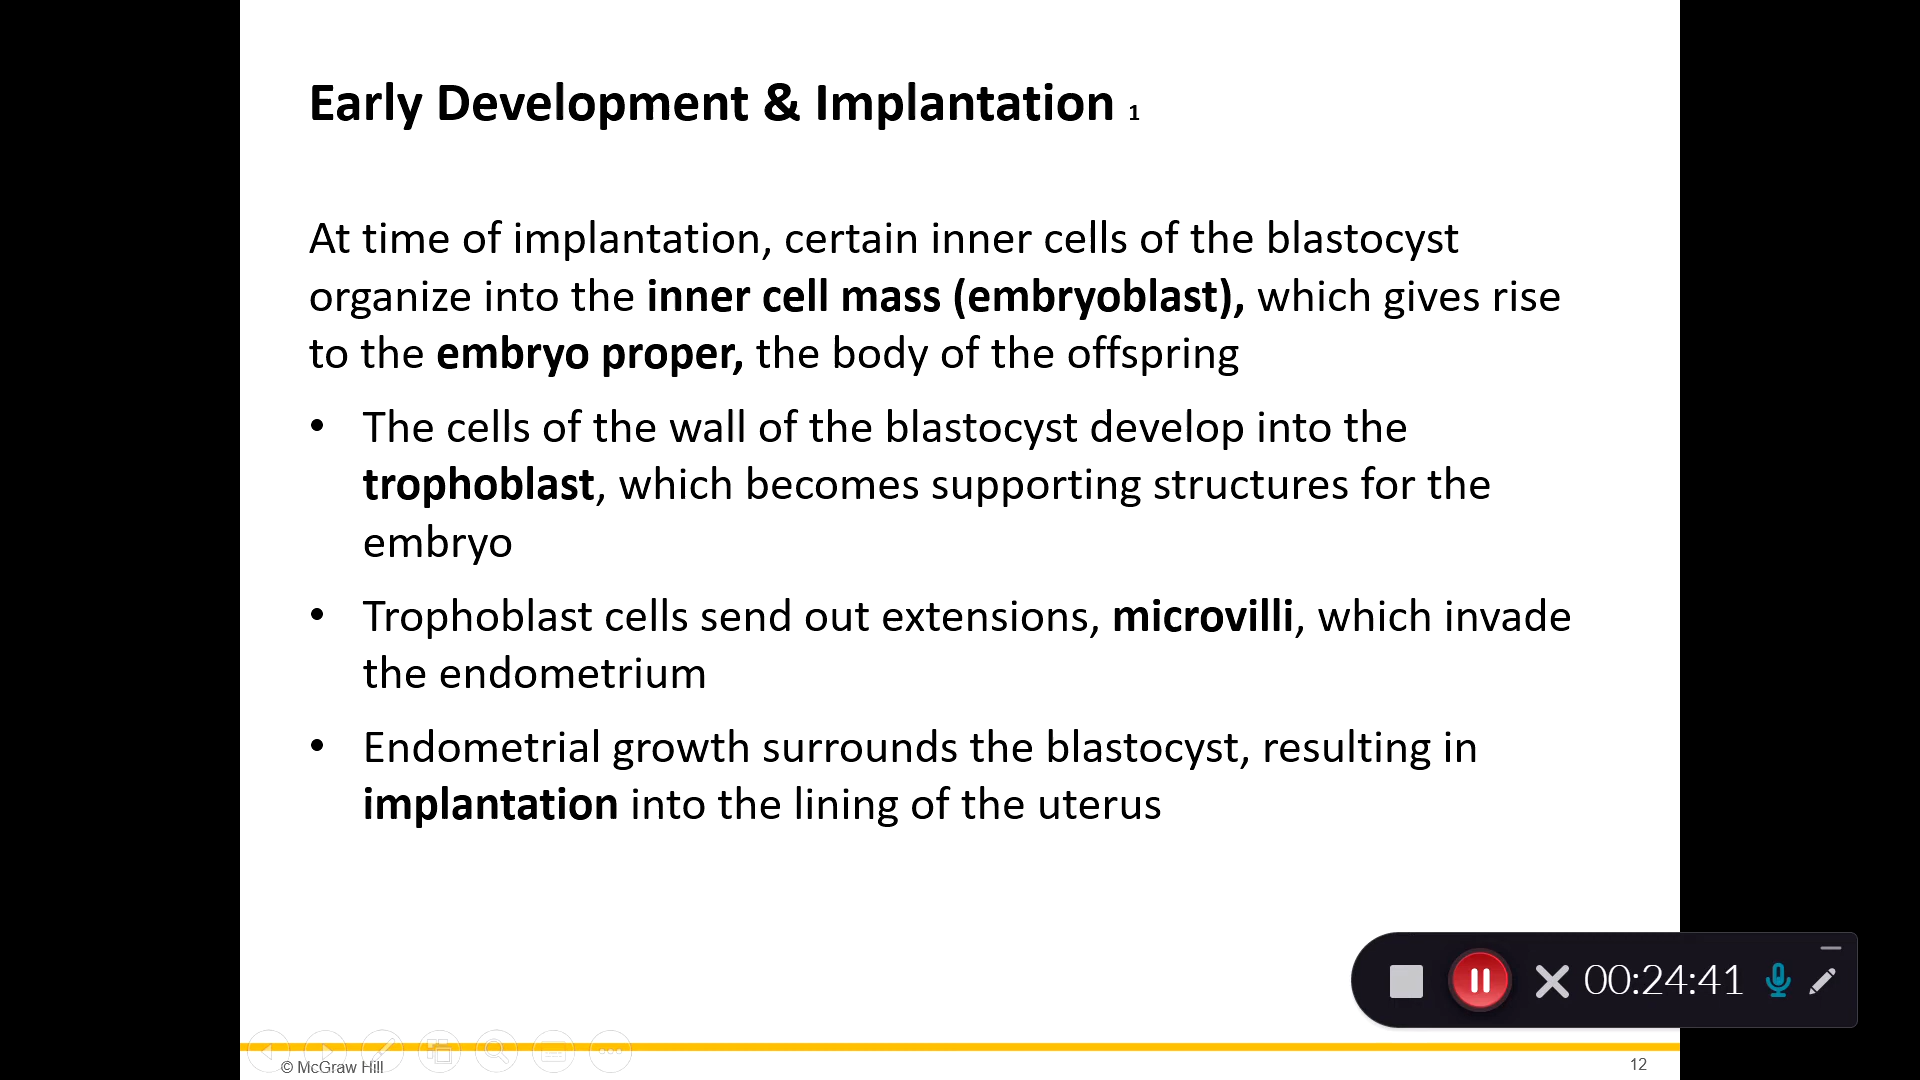 Early Development & Implantation 1
At time of implantation, certain inner cells of the blastocyst
organize into the inner cell mass (embryoblast), which gives rise
to the embryo proper, the body of the offspring
• The cells of the wall of the blastocyst develop into the
trophoblast, which becomes supporting structures for the
embryo
• Trophoblast cells send out extensions, microvilli, which invade
the endometrium
• Endometrial growth surrounds the blastocyst, resulting in
implantation into the lining of the uterus
00:24:41
© McGraw Hill
12